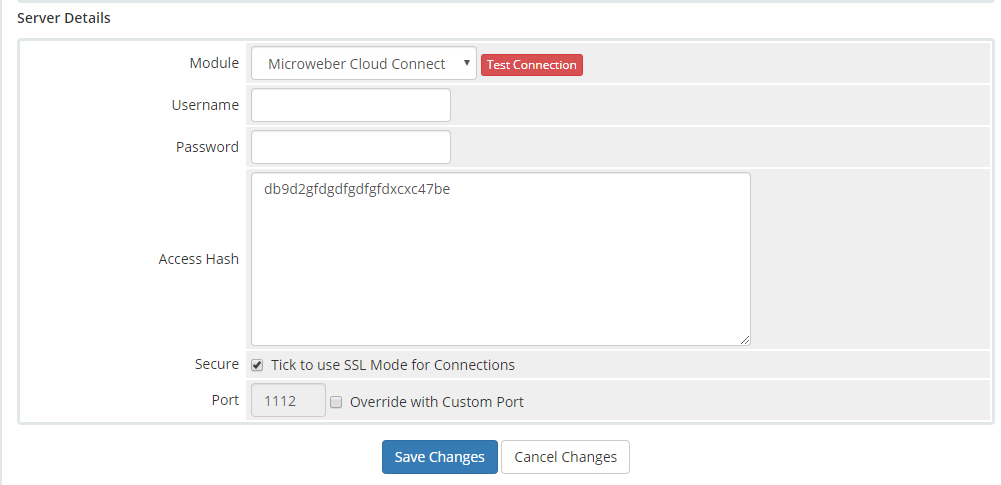 Server Details
Module Microweber Cloud Connect Test Connection
Username
Password
db9d2gfdgdfgdfgfdxcxc47be
Access Hash
Secure Tick to use SSL Mode for Connections
Port 1112 Override with Custom Port
Save Changes Cancel Changes